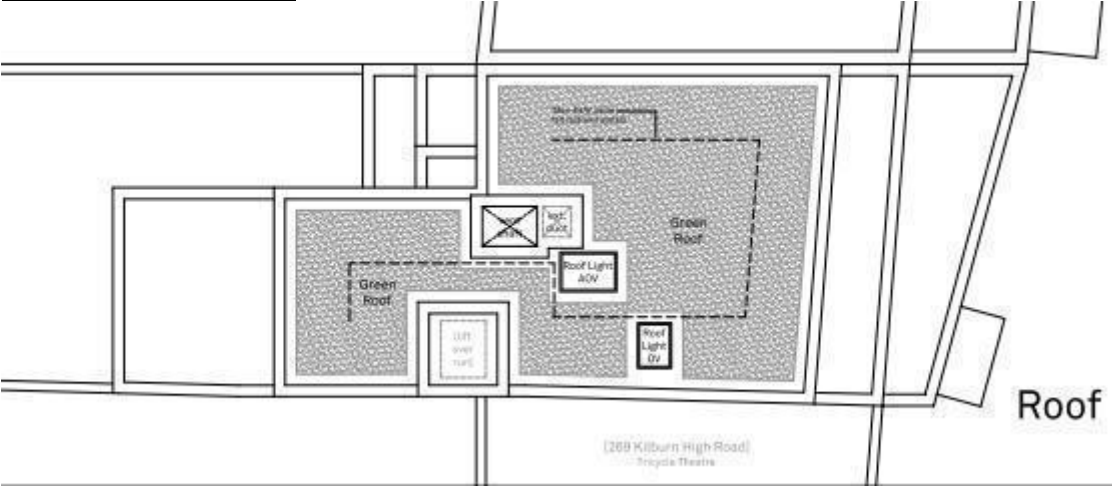 Green
Roof
duct
Roof Light
AOV
Green
Roof
(Lift
over
run)
Roof
Light
OV
Roof
(269 Kilburn High Road)
Tricycle Theatre